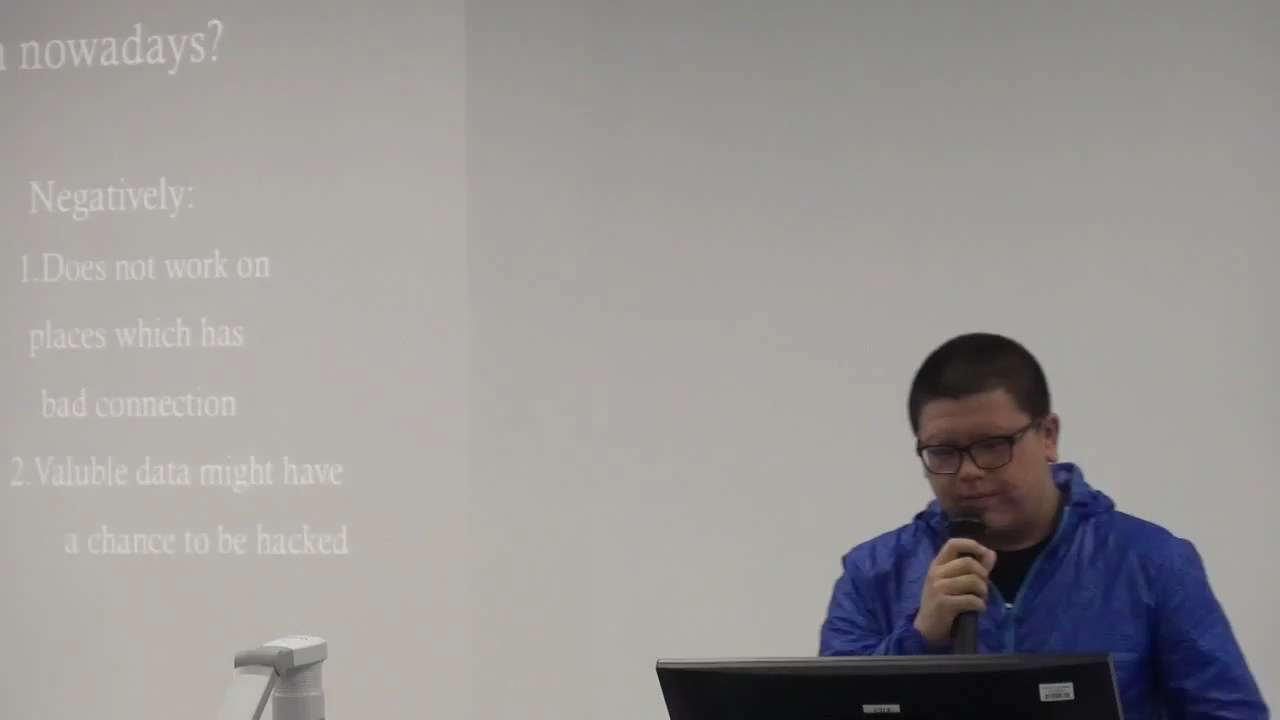 nowadays?
Negatively:
1.Does not work on
places which has
bad connection
2.Valuble data might have
a chance to be hacked